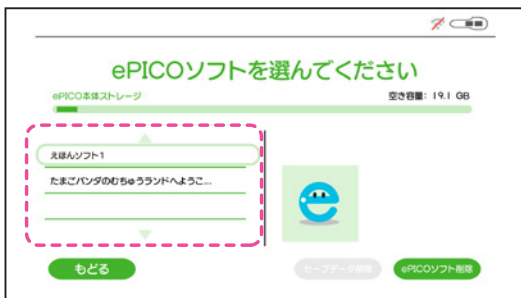 ePICOソフトを選んでください
ePICO本体ストレージ
空き容量: 19.1 GB
えほんソフト1
たまごパンダのむちゅうランドへようこ...
もどる
セーブデータ削除
ePICOソフト削除